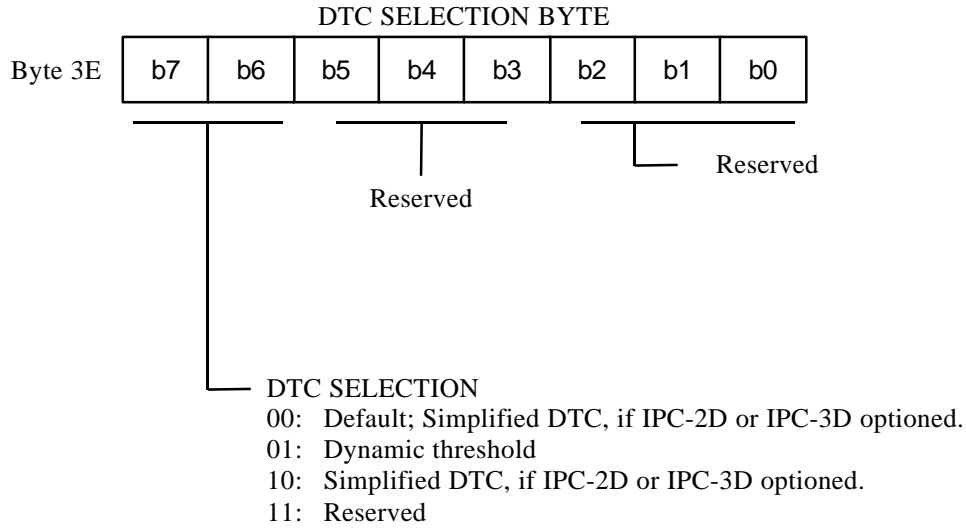 DTC SELECTION BYTE
Byte 3E b7 b6 b5 b4 b3 b2 b1 b0
Reserved
Reserved
DTC SELECTION
00: Default; Simplified DTC, if IPC-2D or IPC-3D optioned.
01: Dynamic threshold
10: Simplified DTC, if IPC-2D or IPC-3D optioned.
11: Reserved